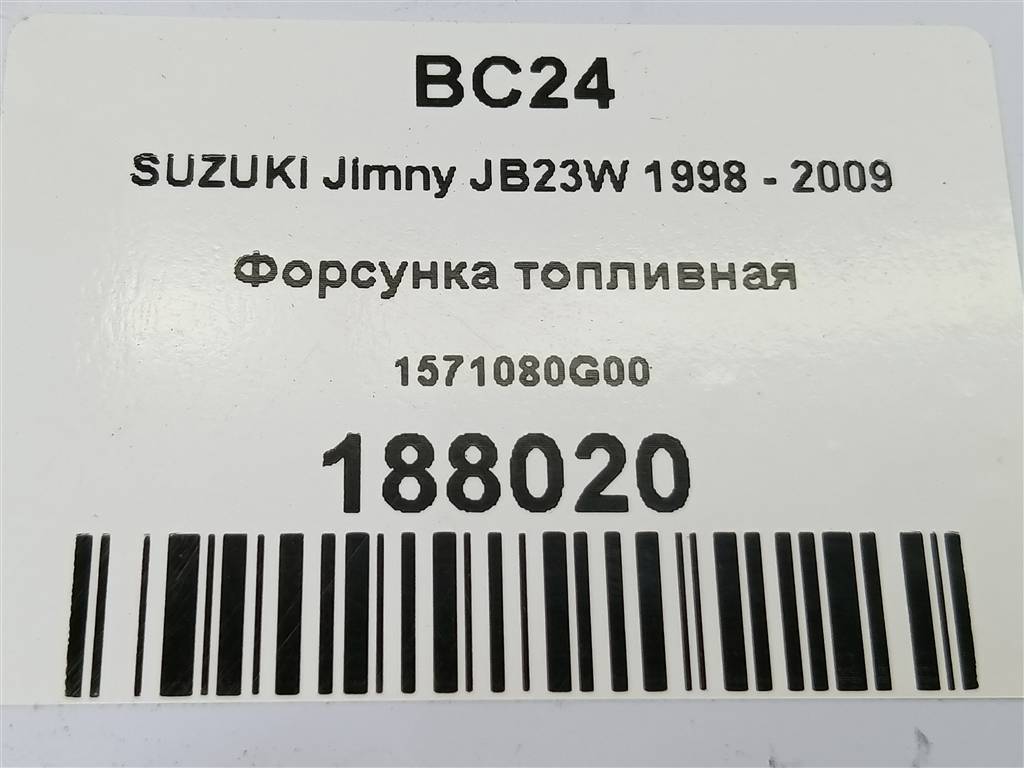 BC24
SUZUKI Jimny JB23W 1998 - 2009
Форсунка топливная
1571080G00
188020